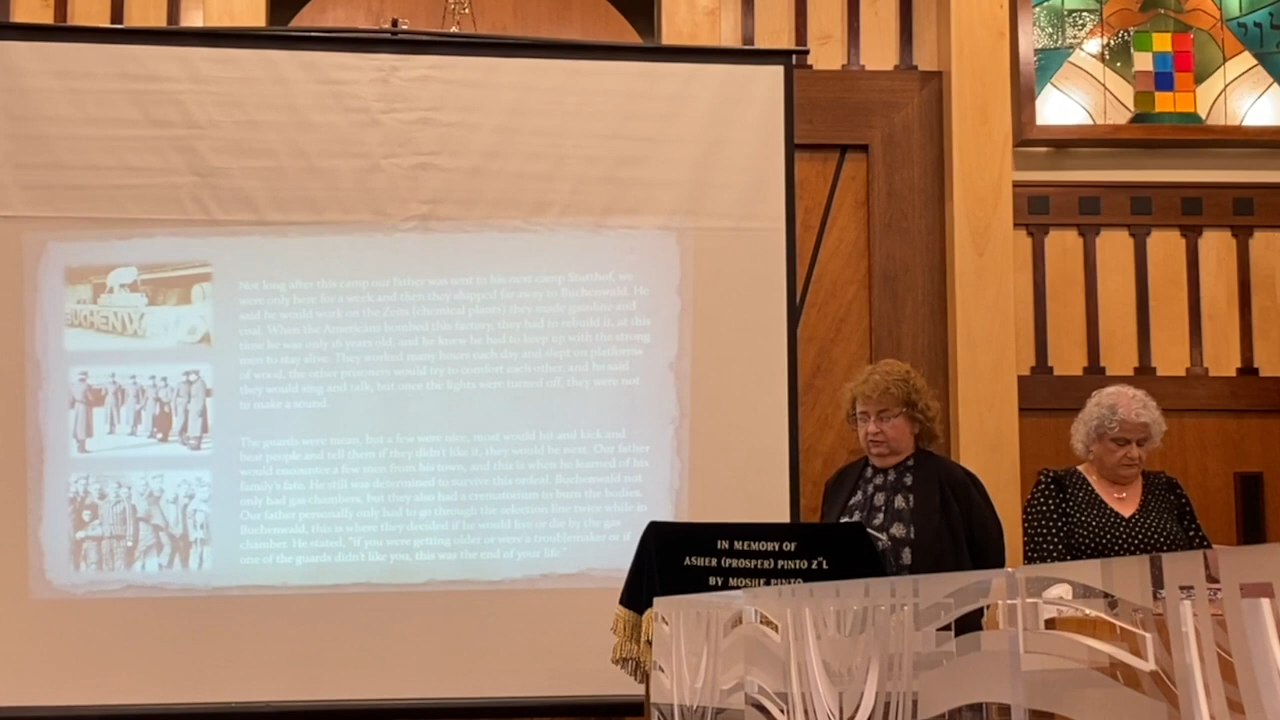 BUCHENW
Not long after this camp our father was sent to his next camp Stutthof, we
were only here for a week and then they shipped far away to Buchenwald. He
said he would work on the Zeits (chemical plants) they made gasoline and
coal. When the Americans bombed this factory, they had to rebuild it, at this
time he was only 16 years old, and he knew he had to keep up with the strong
men to stay alive. They worked many hours each day and slept on platforms
of wood, the other prisoners would try to comfort each other, and he said
they would sing and talk, but once the lights were turned off, they were not
to make a sound.
The guards were mean, but a few were nice, most would hit and kick and
beat people and tell them if they didn't like it, they would be next. Our father
would encounter a few men from his town, and this is when he learned of his
family's fate. He still was determined to survive this ordeal. Buchenwald not
only had gas chambers, but they also had a crematorium to burn the bodies.
Our father personally only had to go through the selection line twice while in
Buchenwald, this is where they decided if he would live or die by the gas
chamber. He stated, "if you were getting older or were a troublemaker or if
one of the guards didn't like you, this was the end of your life."
IN MEMORY OF
ASHER (PROSPER) PINTO Z"L
BY MOSHE PINTO